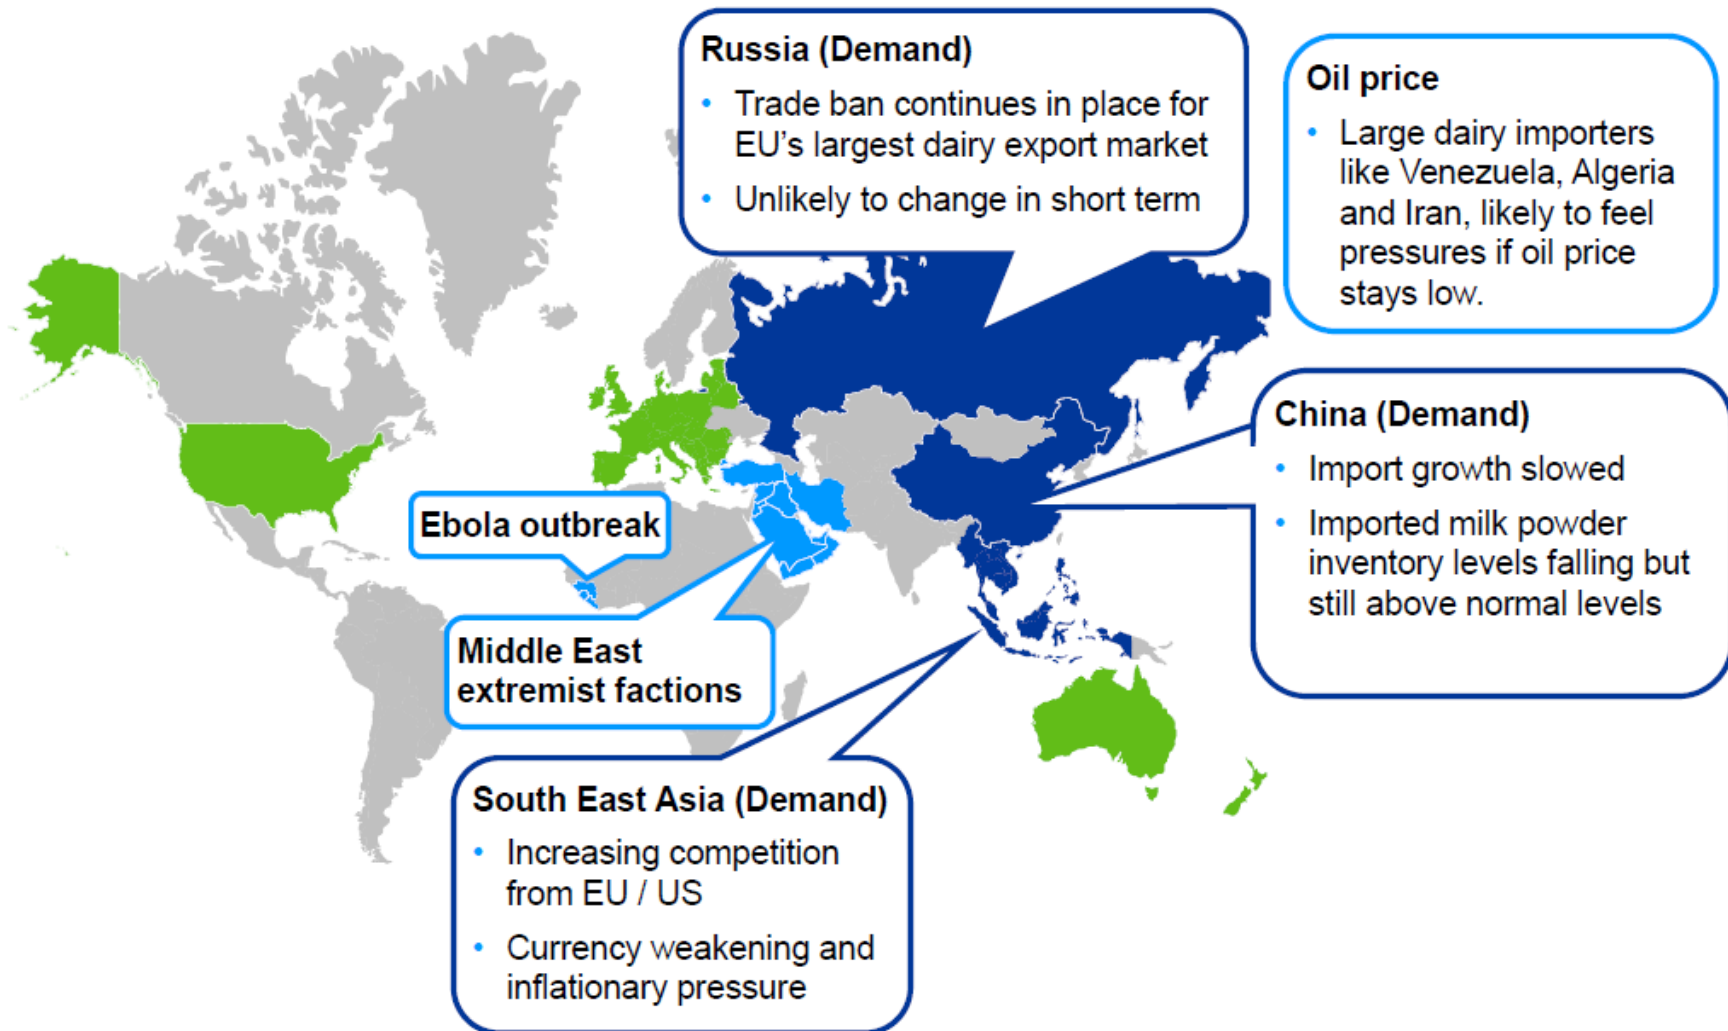 Russia (Demand)
• Trade ban continues in place for
EU's largest dairy export market
• Unlikely to change in short term
Oil price
• Large dairy importers
like Venezuela, Algeria
and Iran, likely to feel
pressures if oil price
stays low.
China (Demand)
• Import growth slowed
• Imported milk powder
inventory levels falling but
still above normal levels
Ebola outbreak
Middle East
extremist factions
South East Asia (Demand)
• Increasing competition
from EU / US
• Currency weakening and
inflationary pressure